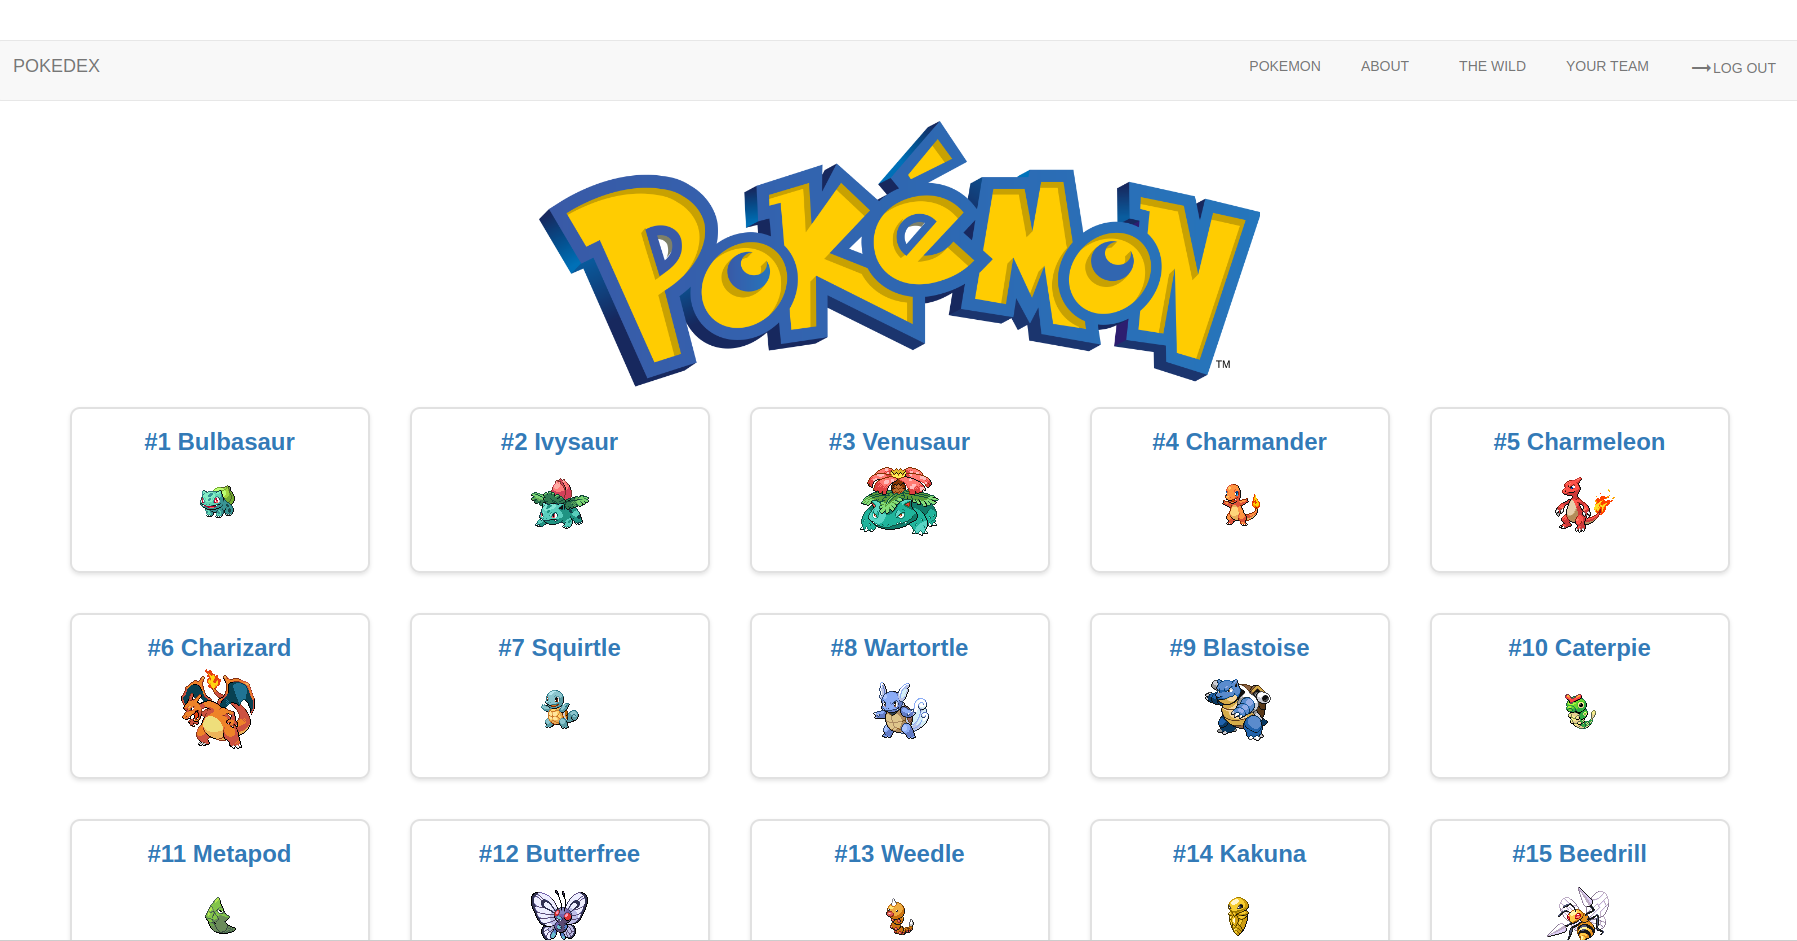 POKEDEX
POKEMON ABOUT THE WILD YOUR TEAM ⟶LOG OUT
POKéMON
TM
#1 Bulbasaur
#2 Ivysaur
#3 Venusaur
#4 Charmander
#5 Charmeleon
#6 Charizard
#7 Squirtle
#8 Wartortle
#9 Blastoise
#10 Caterpie
#11 Metapod
#12 Butterfree
#13 Weedle
#14 Kakuna
#15 Beedrill